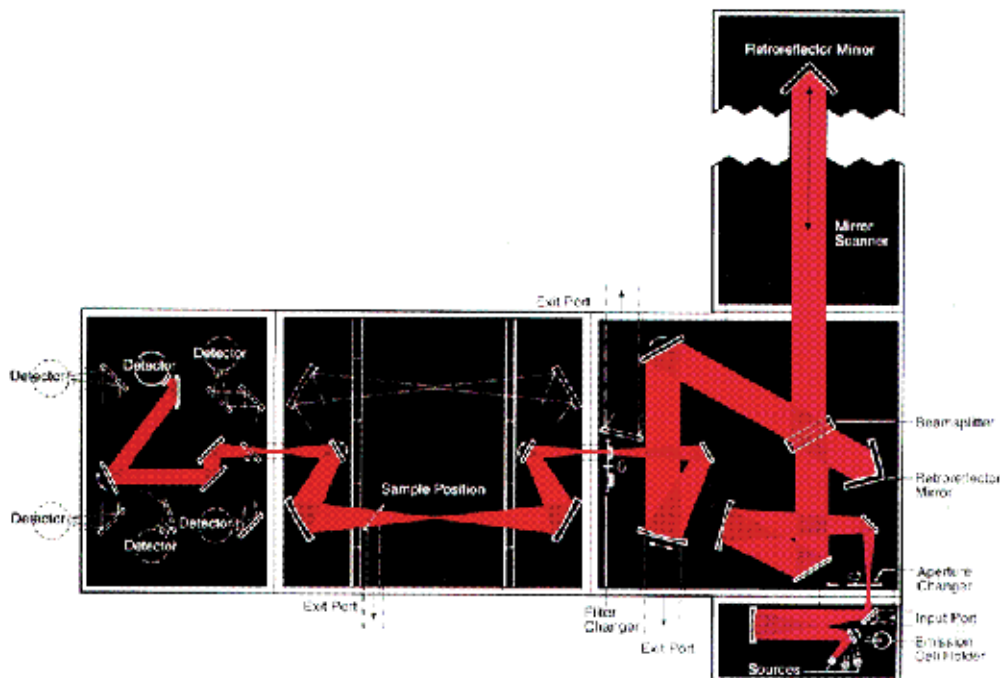 Retroreflector Mirror
Mirror
Scanner
Exit Port
Detector
Detector
Detector
Beamsplitter
Retroreflector
Mirror
Sample Position
Detector
Detector
Detector
Aperture
Changer
Exit Port
Filter
Changer
Exit Port
Input Port
Emission
Cell Holder
Sources